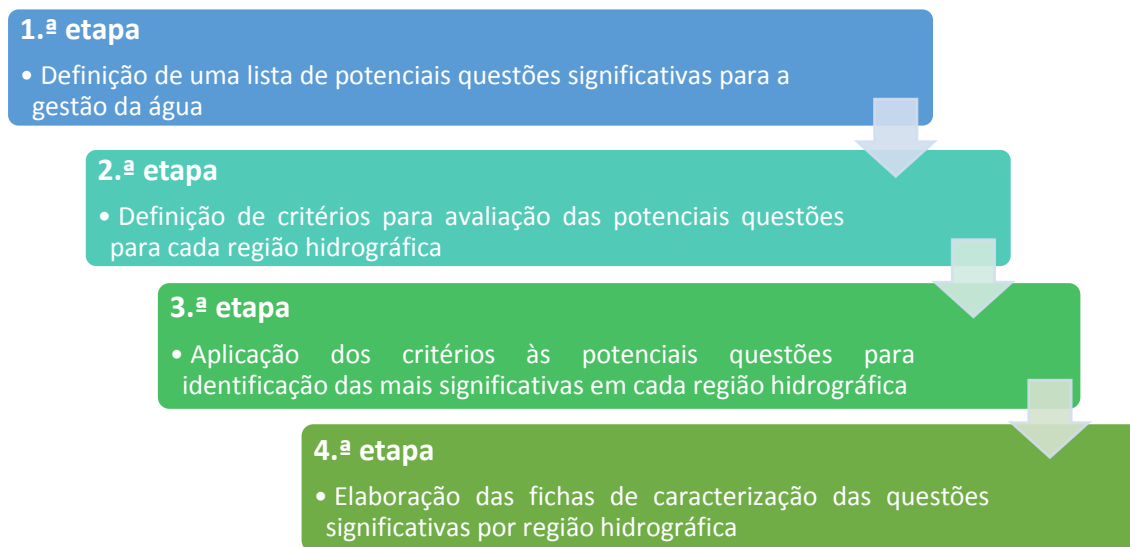 1.ª etapa
• Definição de uma lista de potenciais questões significativas para a
gestão da água
2.ª etapa
• Definição de critérios para avaliação das potenciais questões
para cada região hidrográfica
3.ª etapa
• Aplicação dos critérios às potenciais questões para
identificação das mais significativas em cada região hidrográfica
4.ª etapa
• Elaboração das fichas de caracterização das questões
significativas por região hidrográfica